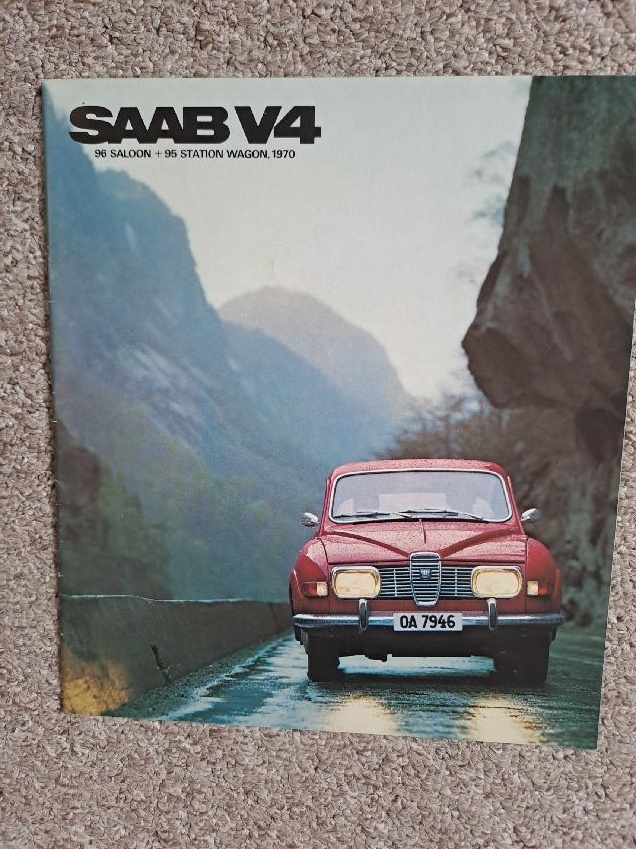 SAAB V4
96 SALOON + 95 STATION WAGON, 1970
OA 7946